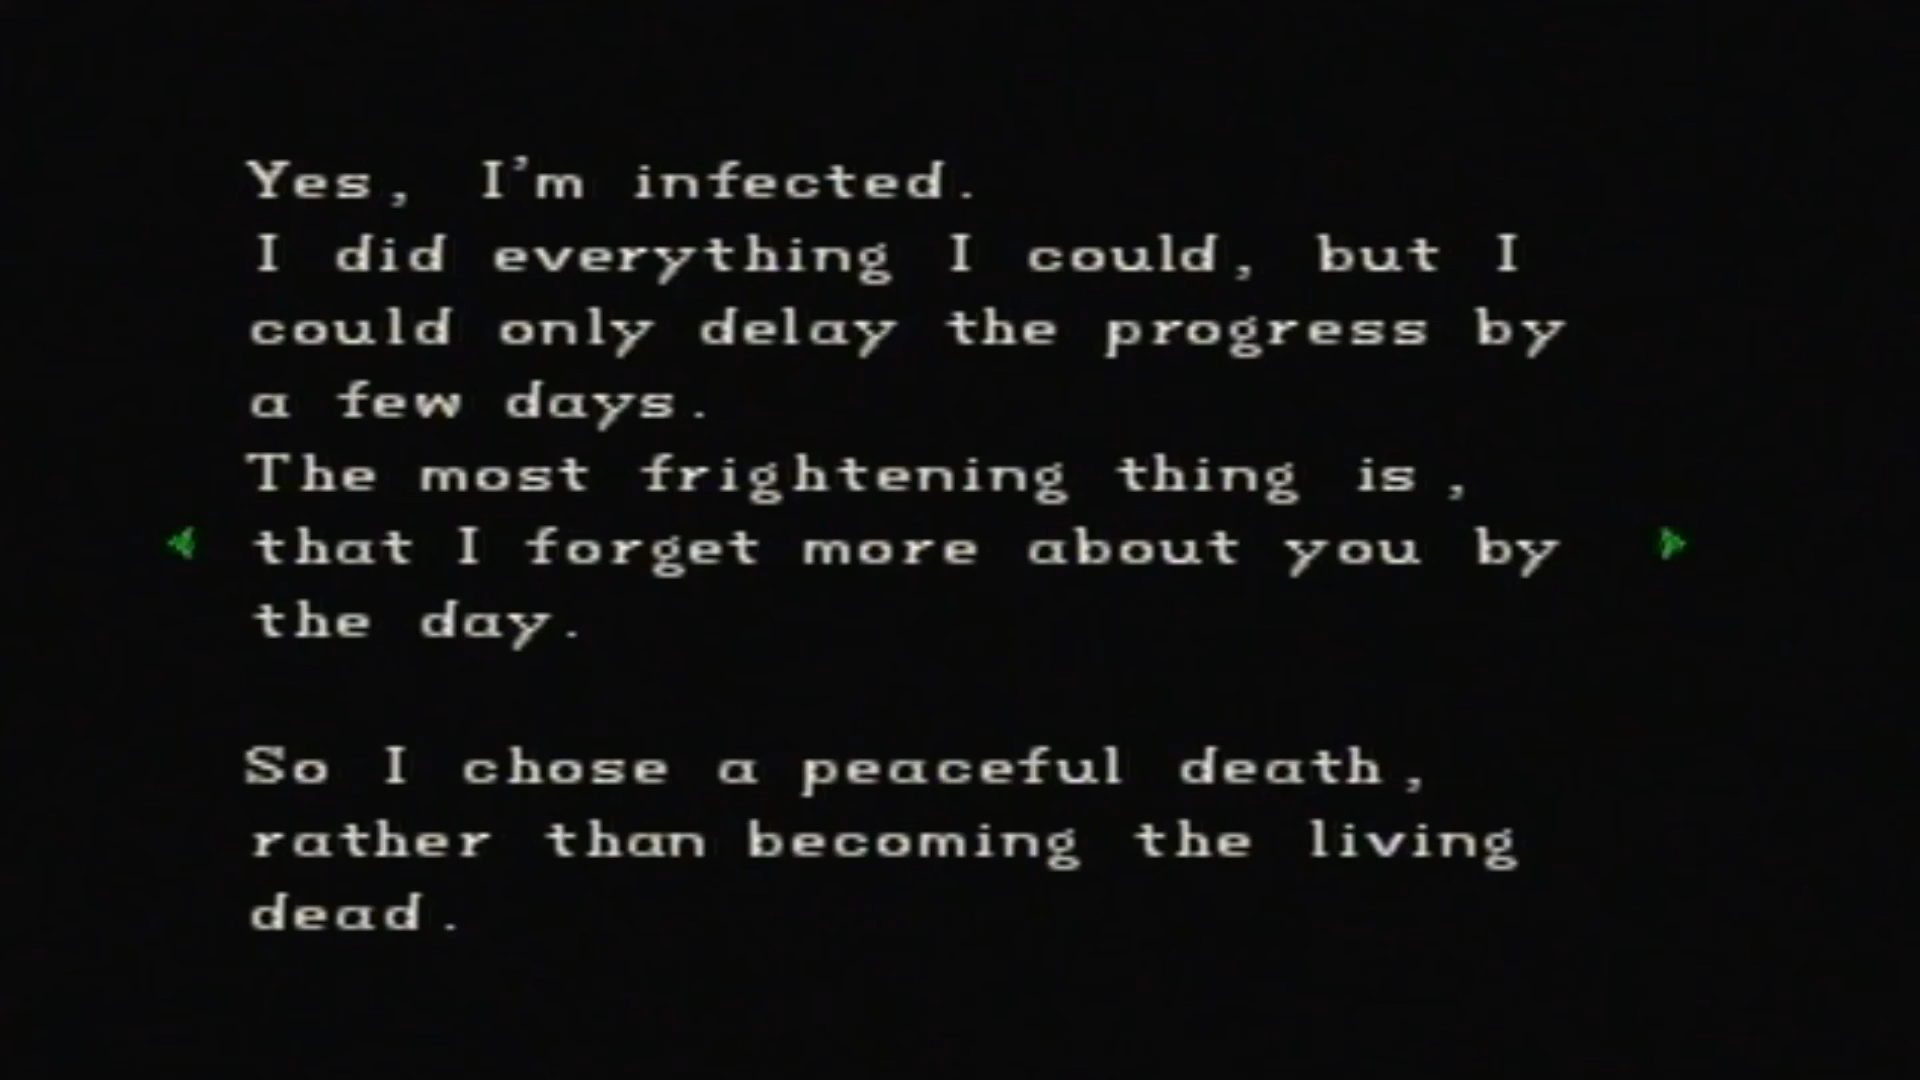 Yes, I'm infected.
I did everything I could, but I
could only delay the progress by
a few days.
The most frightening thing is,
that I forget more about you by
the day.
So I chose a peaceful death,
rather than becoming the living
dead.